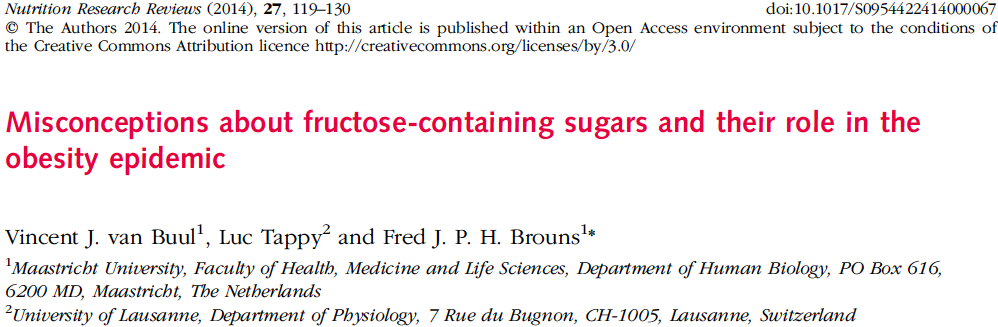 Nutrition Research Reviews (2014), 27, 119–130 doi:10.1017/S0954422414000067
© The Authors 2014. The online version of this article is published within an Open Access environment subject to the conditions of
the Creative Commons Attribution licence http://creativecommons.org/licenses/by/3.0/
Misconceptions about fructose-containing sugars and their role in the
obesity epidemic
Vincent J. van Buul1, Luc Tappy2 and Fred J. P. H. Brouns1*
1Maastricht University, Faculty of Health, Medicine and Life Sciences, Department of Human Biology, PO Box 616,
6200 MD, Maastricht, The Netherlands
2University of Lausanne, Department of Physiology, 7 Rue du Bugnon, CH-1005, Lausanne, Switzerland